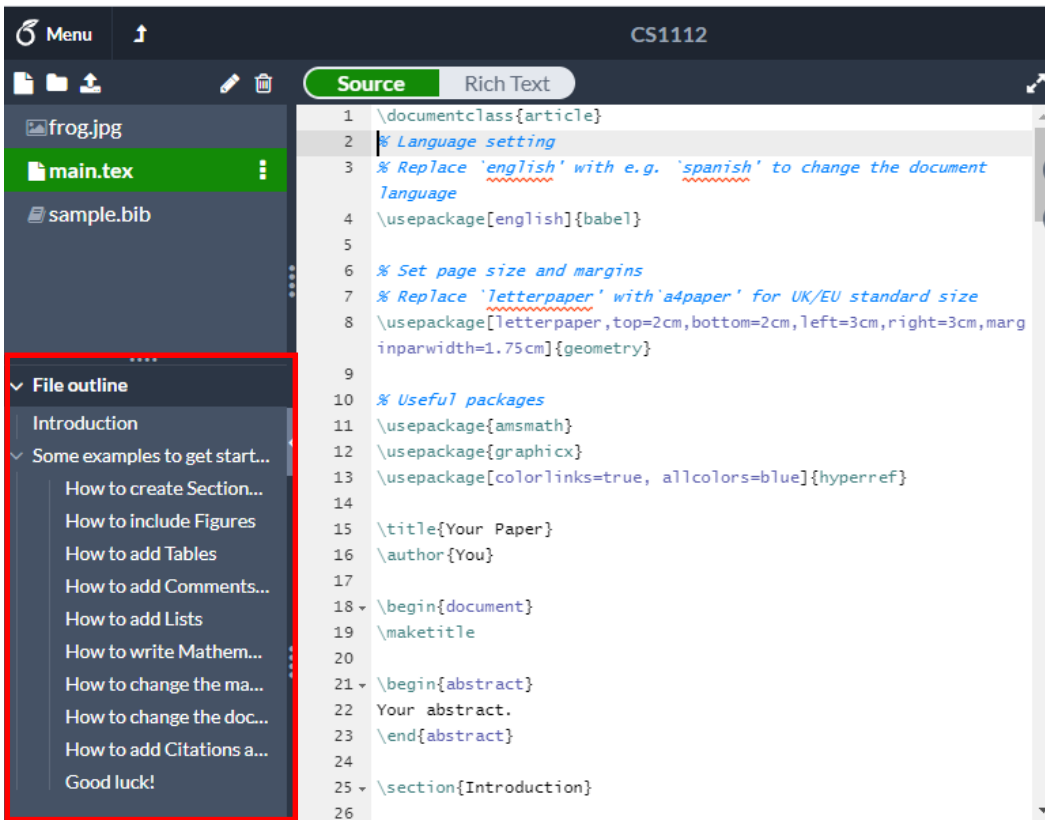 Menu
CS1112
Source
Rich Text
frog.jpg
main.tex
sample.bib
File outline
Introduction
Some examples to get start...
How to create Section...
How to include Figures
How to add Tables
How to add Comments...
How to add Lists
How to write Mathem...
How to change the ma...
How to change the doc...
How to add Citations a...
Good luck!
1 \documentclass{article}
2 % Language setting
3 % Replace `english' with e.g. `spanish' to change the document
language
4 \usepackage[english]{babel}
5
6 % Set page size and margins
7 % Replace `letterpaper' with`a4paper' for UK/EU standard size
8 \usepackage[letterpaper,top=2cm,bottom=2cm,left=3cm,right=3cm,marg
inparwidth=1.75cm]{geometry}
9
10 % Useful packages
11 \usepackage{amsmath}
12 \usepackage{graphicx}
13 \usepackage[colorlinks=true, allcolors=blue]{hyperref}
14
15 \title{Your Paper}
16 \author{You}
17
18 \begin{document}
19 \maketitle
20
21 \begin{abstract}
22 Your abstract.
23 \end{abstract}
24
25 \section{Introduction}
26